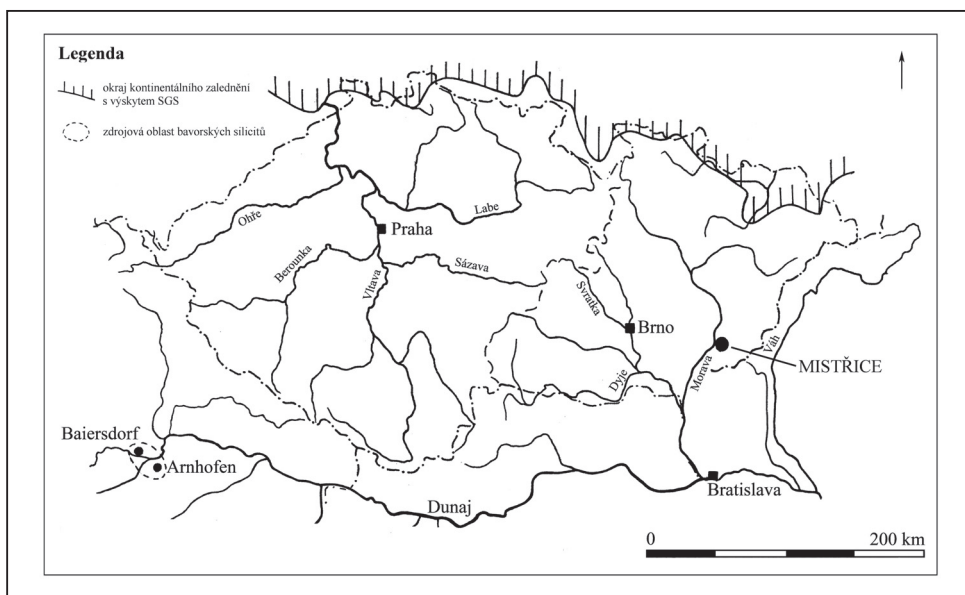 Legenda
okraj kontinentálního zalednění
s výskytem SGS
zdrojová oblast bavorských silicitů
Ohře
Labe
Praha
Berounka
Vltava
Sázava
Svratka
Brno
Váh
Morava
MISTŘICE
Dyje
Baiersdorf
Arnhofen
Bratislava
Dunaj
0 200 km